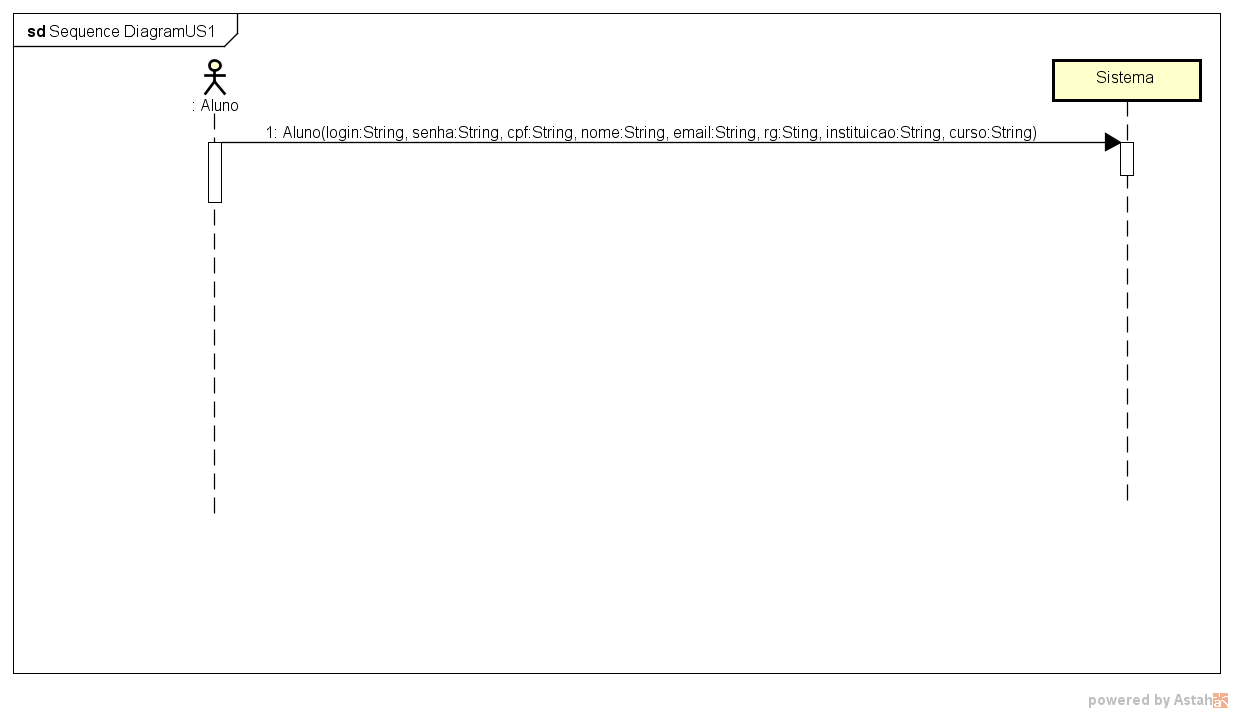 sd Sequence DiagramUS1
: Aluno
Sistema
1: Aluno(login:String, senha:String, cpf:String, nome:String, email:String, rg:Sting, instituicao:String, curso:String)
powered by Astah